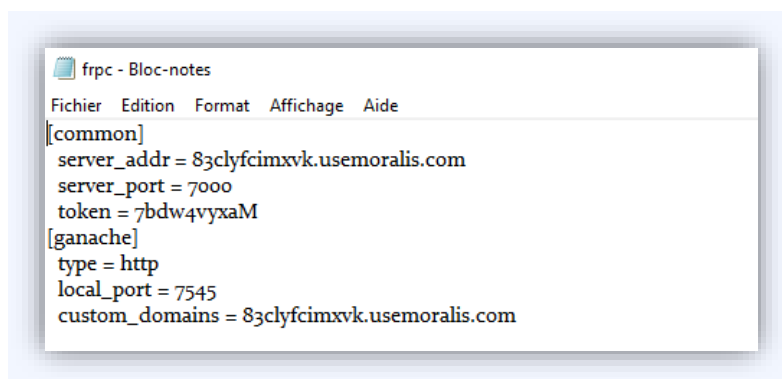 frpc - Bloc-notes
Fichier Edition Format Affichage Aide
[common]
server_addr = 83clyfcimxvk.usemoralis.com
server_port = 7000
token = 7bdw4vyxaM
[ganache]
type = http
local_port = 7545
custom_domains = 83clyfcimxvk.usemoralis.com